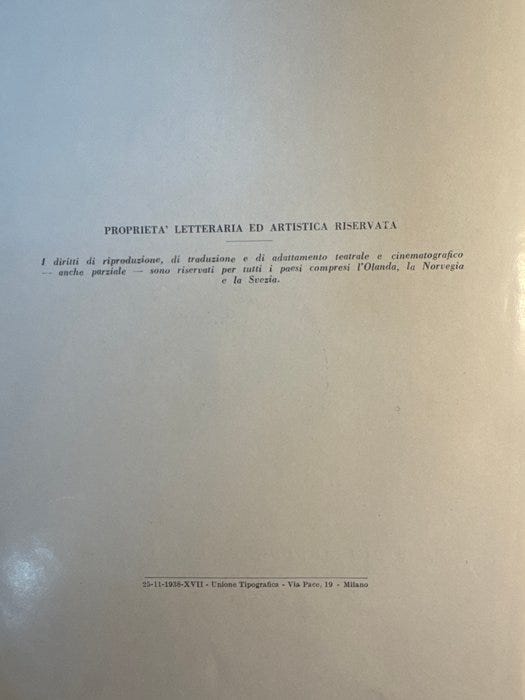 PROPRIETA' LETTERARIA ED ARTISTICA RISERVATA
I diritti di riproduzione, di traduzione e di adattamento teatrale e cinematografico
— anche parziale — sono riservati per tutti i paesi compresi l'Olanda, la Norvegia
e la Svezia.
25-11-1938-XVII - Unione Tipografica - Via Pace, 19 - Milano